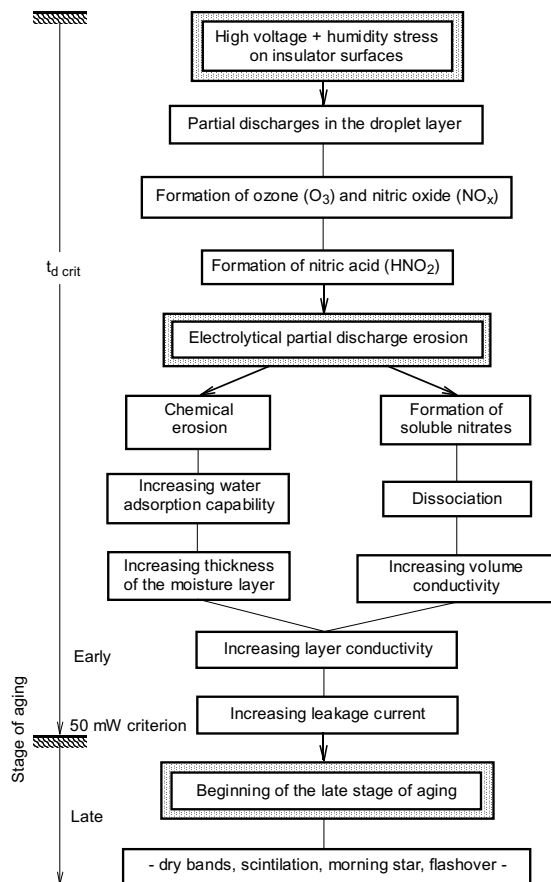 High voltage + humidity stress
on insulator surfaces
Partial discharges in the droplet layer
Formation of ozone (O₃) and nitric oxide (NOₓ)
t_d crit
Formation of nitric acid (HNO₂)
Electrolytical partial discharge erosion
Chemical
erosion
Formation of
soluble nitrates
Increasing water
adsorption capability
Dissociation
Increasing thickness
of the moisture layer
Increasing volume
conductivity
Early
Increasing layer conductivity
Stage of aging
50 mW criterion
Increasing leakage current
Beginning of the late stage of aging
Late
- dry bands, scintilation, morning star, flashover -